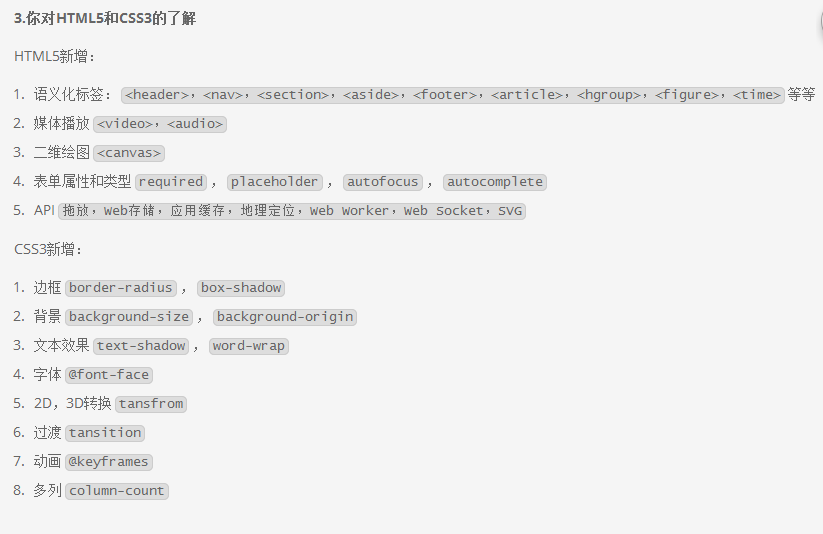 3.你对HTML5和CSS3的了解
HTML5新增：
1. 语义化标签： <header>，<nav>，<section>，<aside>，<footer>，<article>，<hgroup>，<figure>，<time> 等等
2. 媒体播放 <video>，<audio>
3. 二维绘图 <canvas>
4. 表单属性和类型 required ， placeholder ， autofocus ， autocomplete
5. API 拖放，Web存储，应用缓存，地理定位，Web Worker，Web Socket，SVG
CSS3新增：
1. 边框 border-radius ， box-shadow
2. 背景 background-size ， background-origin
3. 文本效果 text-shadow ， word-wrap
4. 字体 @font-face
5. 2D，3D转换 tansfrom
6. 过渡 tansition
7. 动画 @keyframes
8. 多列 column-count